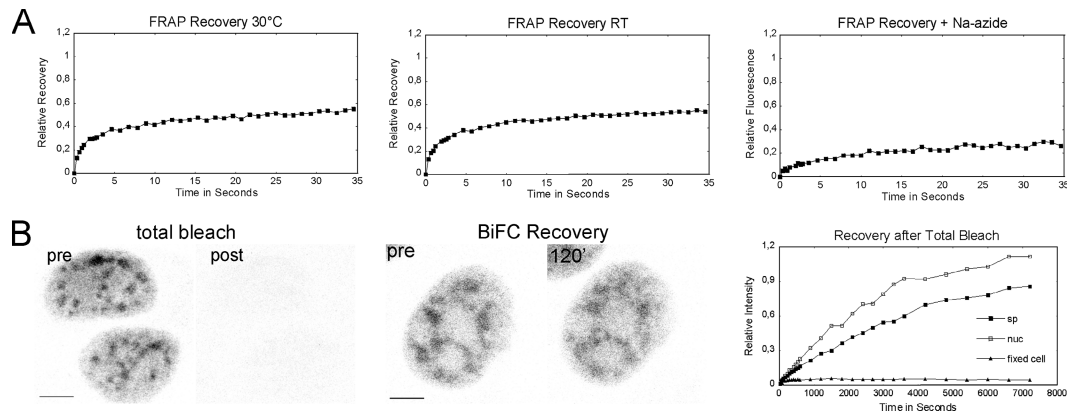 A
FRAP Recovery 30°C
1,2
1
0,8
0,6
0,4
0,2
0
0 5 10 15 20 25 30 35
Relative Recovery
Time in Seconds
FRAP Recovery RT
1,2
1
0,8
0,6
0,4
0,2
0
0 5 10 15 20 25 30 35
Relative Recovery
Time in Seconds
FRAP Recovery + Na-azide
1,2
1
0,8
0,6
0,4
0,2
0
0 5 10 15 20 25 30 35
Relative Fluorescence
Time in Seconds
B
total bleach
pre
post
BiFC Recovery
pre
120'
Recovery after Total Bleach
1,2
0,9
0,6
0,3
0
0 1000 2000 3000 4000 5000 6000 7000 8000
Relative Intensity
Time in Seconds
sp
nuc
fixed cell